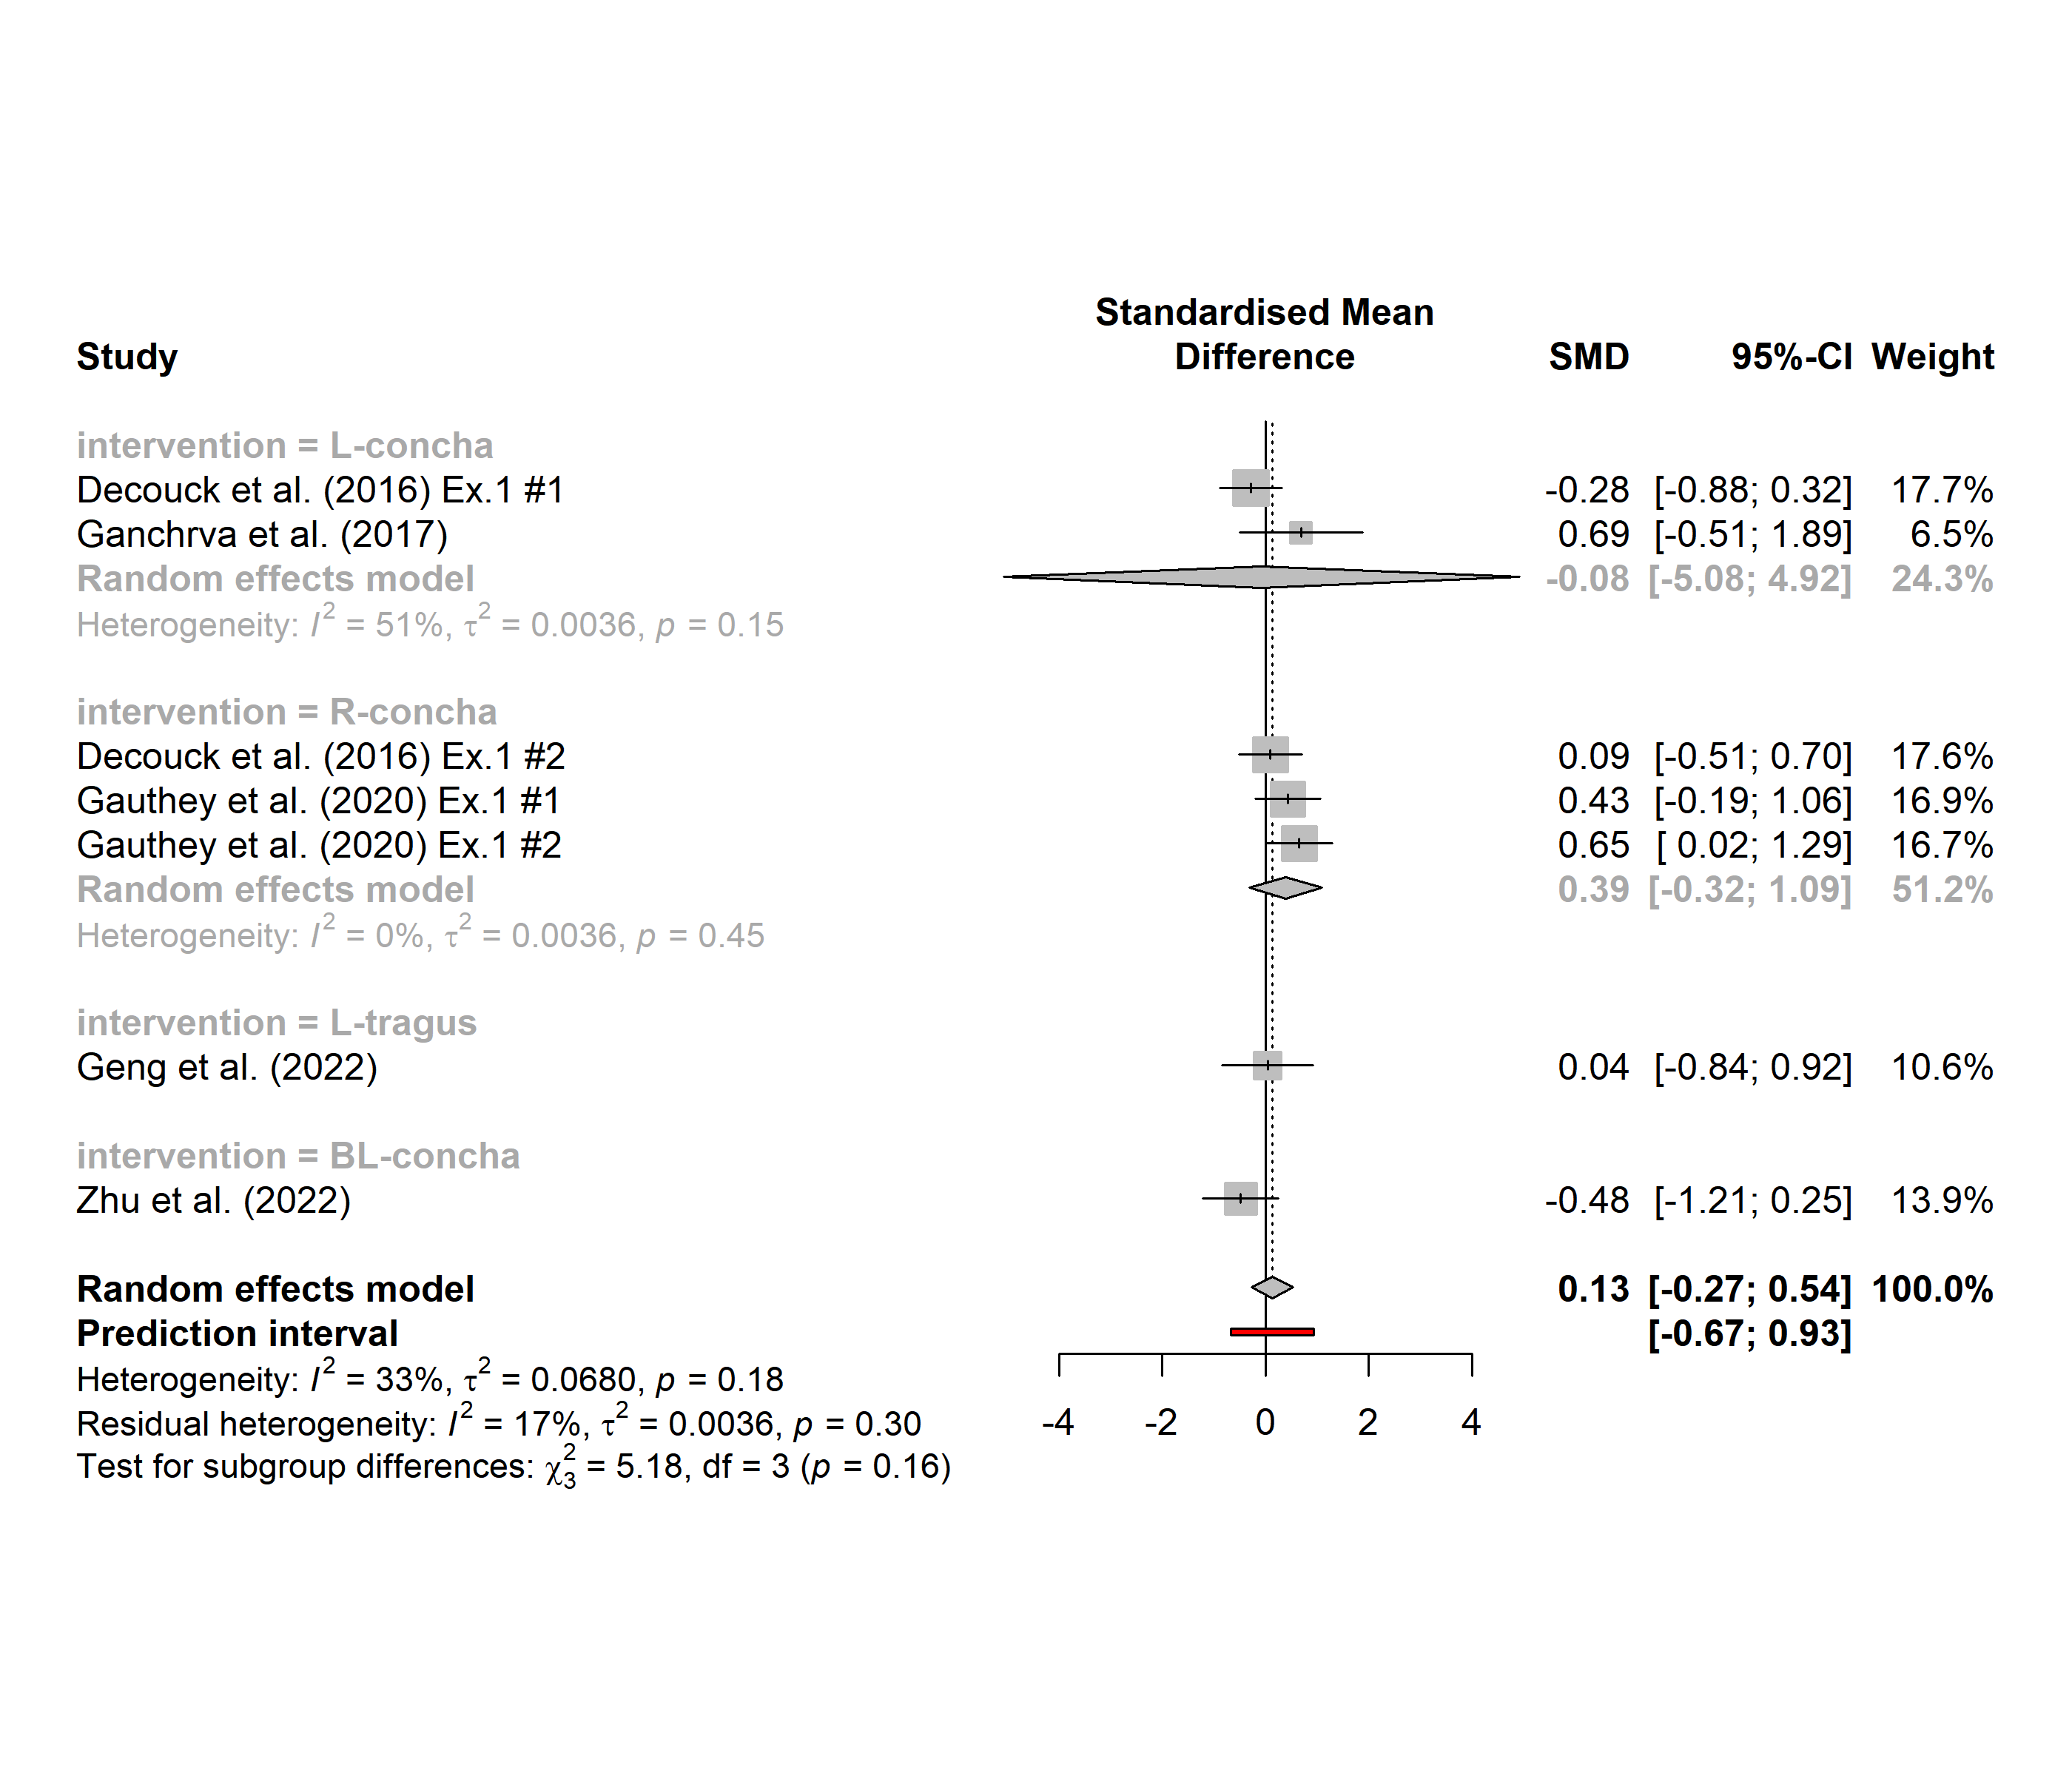 Standardised Mean
Study Difference SMD 95%-CI Weight
intervention = L-concha
Decouck et al. (2016) Ex.1 #1 -0.28 [-0.88; 0.32] 17.7%
Ganchrva et al. (2017) 0.69 [-0.51; 1.89] 6.5%
Random effects model -0.08 [-5.08; 4.92] 24.3%
Heterogeneity: I² = 51%, τ² = 0.0036, p = 0.15
intervention = R-concha
Decouck et al. (2016) Ex.1 #2 0.09 [-0.51; 0.70] 17.6%
Gauthey et al. (2020) Ex.1 #1 0.43 [-0.19; 1.06] 16.9%
Gauthey et al. (2020) Ex.1 #2 0.65 [ 0.02; 1.29] 16.7%
Random effects model 0.39 [-0.32; 1.09] 51.2%
Heterogeneity: I² = 0%, τ² = 0.0036, p = 0.45
intervention = L-tragus
Geng et al. (2022) 0.04 [-0.84; 0.92] 10.6%
intervention = BL-concha
Zhu et al. (2022) -0.48 [-1.21; 0.25] 13.9%
Random effects model 0.13 [-0.27; 0.54] 100.0%
Prediction interval [-0.67; 0.93]
Heterogeneity: I² = 33%, τ² = 0.0680, p = 0.18
Residual heterogeneity: I² = 17%, τ² = 0.0036, p = 0.30
-4 -2 0 2 4
Test for subgroup differences: χ²₃ = 5.18, df = 3 (p = 0.16)